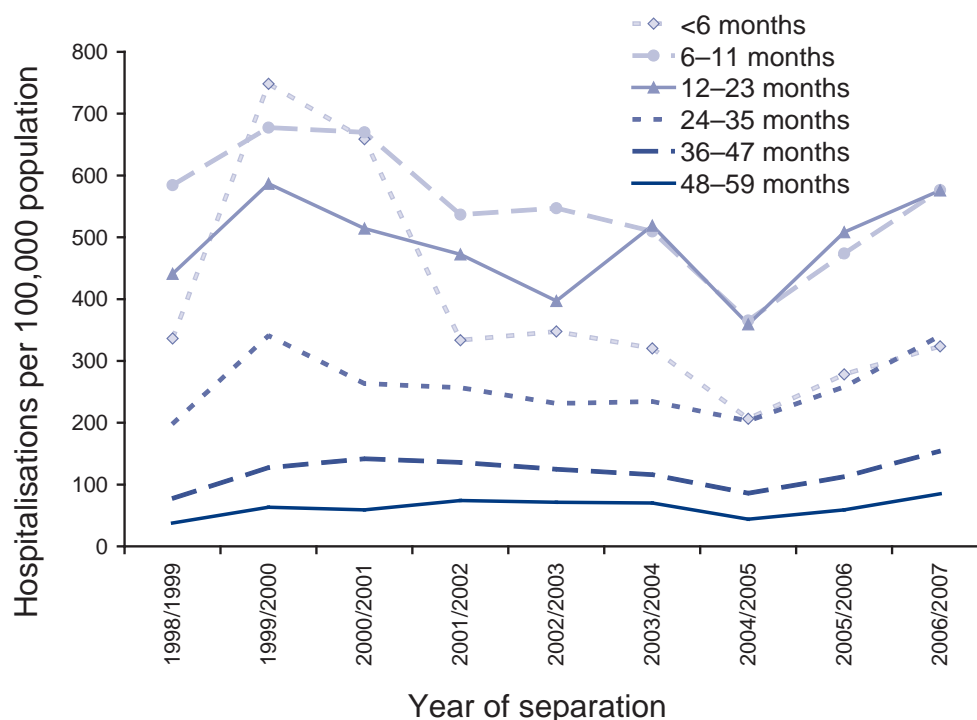 <6 months
6–11 months
12–23 months
24–35 months
36–47 months
48–59 months
Hospitalisations per 100,000 population
800
700
600
500
400
300
200
100
0
1998/1999
1999/2000
2000/2001
2001/2002
2002/2003
2003/2004
2004/2005
2005/2006
2006/2007
Year of separation